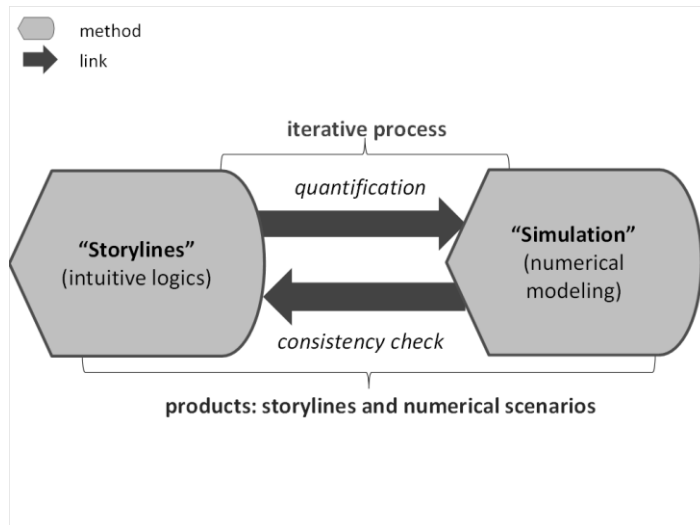 method
link
iterative process
quantification
“Storylines”
(intuitive logics)
“Simulation”
(numerical
modeling)
consistency check
products: storylines and numerical scenarios